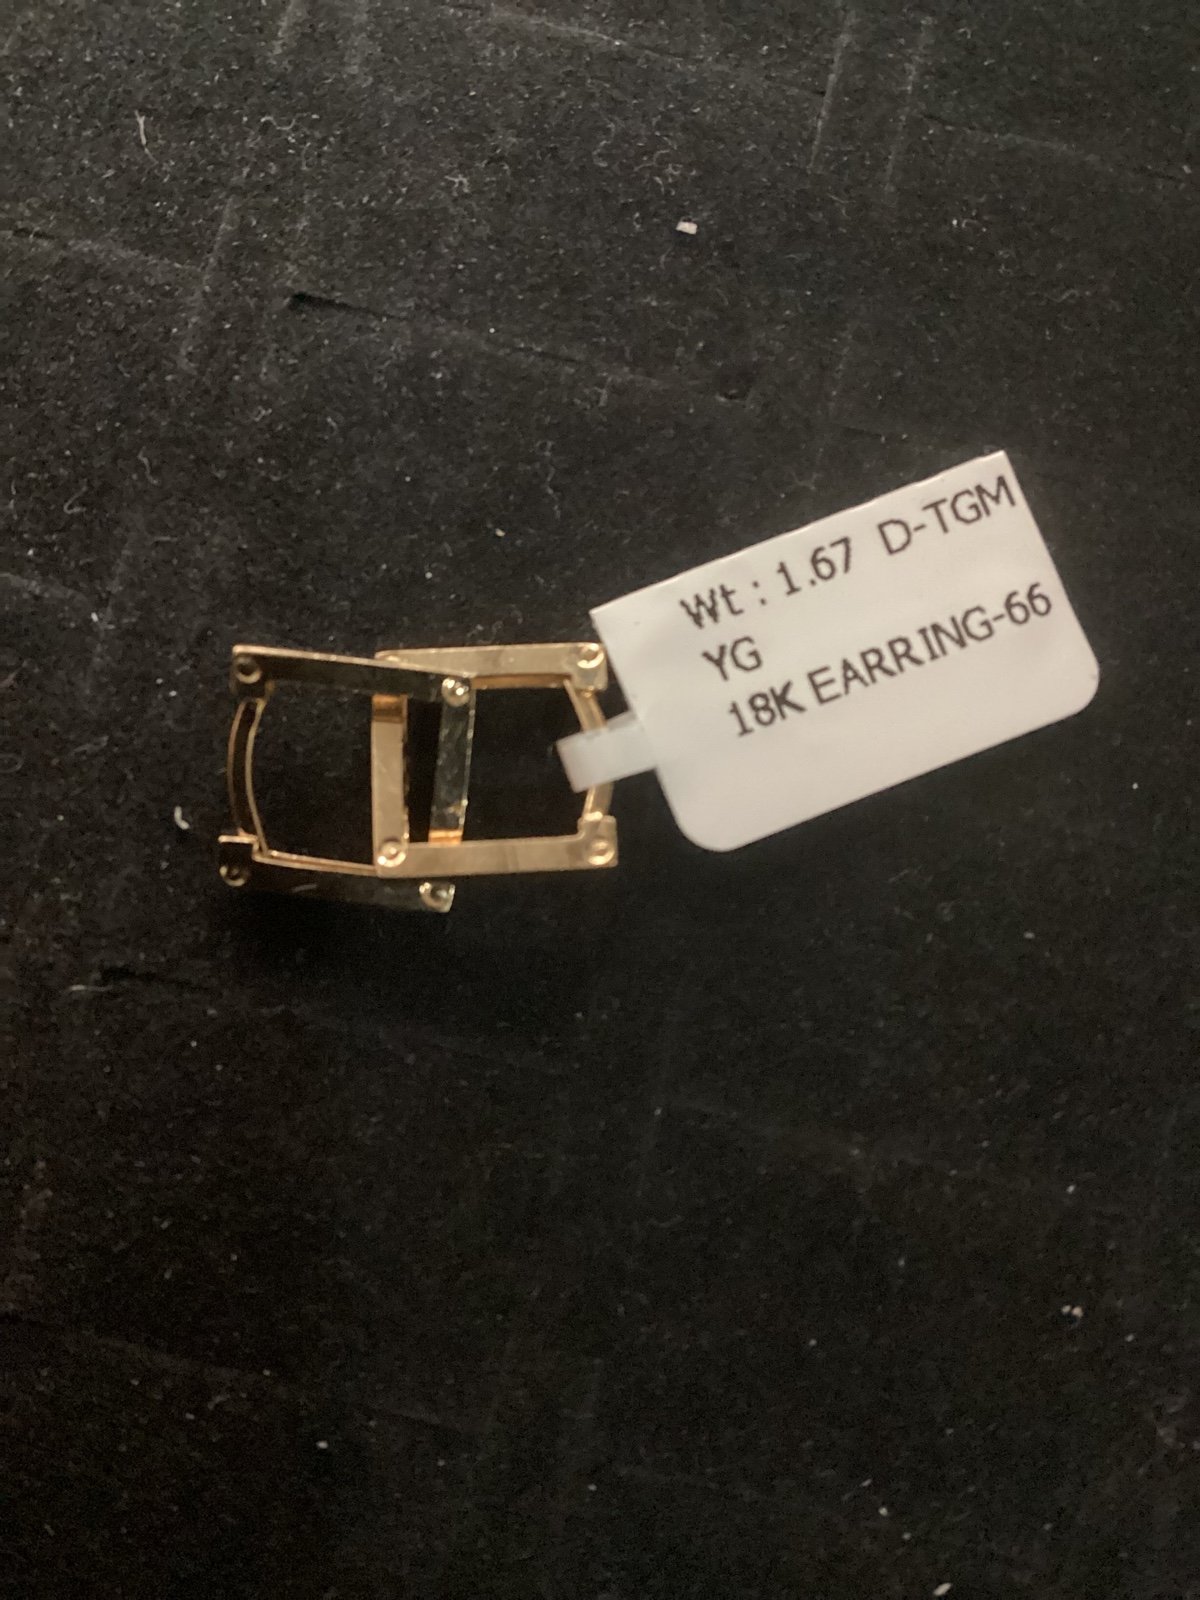 Wt : 1.67 D-TGM
YG
18K EARRING-66